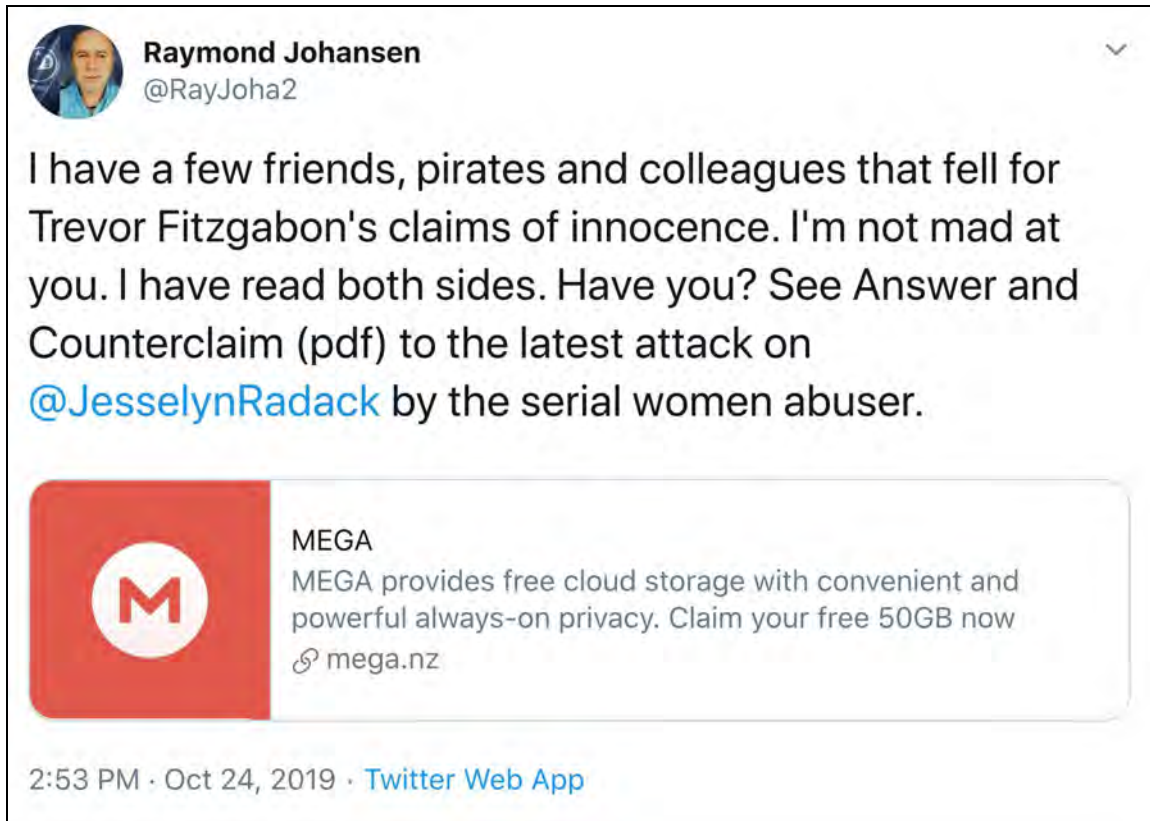 Raymond Johansen
@RayJoha2
I have a few friends, pirates and colleagues that fell for
Trevor Fitzgabon's claims of innocence. I'm not mad at
you. I have read both sides. Have you? See Answer and
Counterclaim (pdf) to the latest attack on
@JesselynRadack by the serial women abuser.
M
MEGA
MEGA provides free cloud storage with convenient and
powerful always-on privacy. Claim your free 50GB now
mega.nz
2:53 PM · Oct 24, 2019 · Twitter Web App